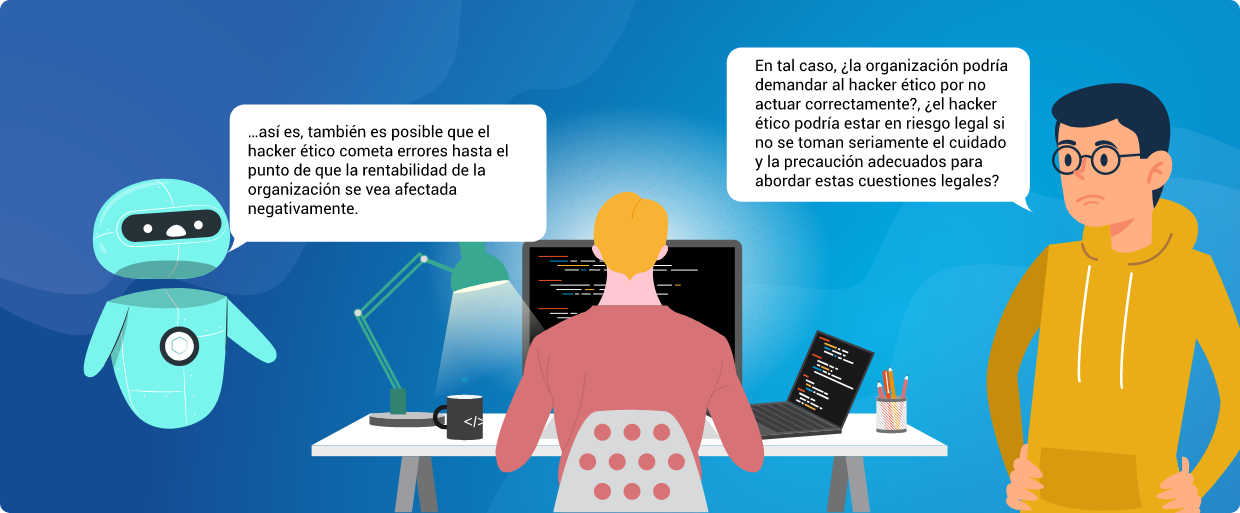 ...así es, también es posible que el
hacker ético cometa errores hasta el
punto de que la rentabilidad de la
organización se vea afectada
negativamente.
En tal caso, ¿la organización podría
demandar al hacker ético por no
actuar correctamente?, ¿el hacker
ético podría estar en riesgo legal si
no se toman seriamente el cuidado
y la precaución adecuados para
abordar estas cuestiones legales?
</>